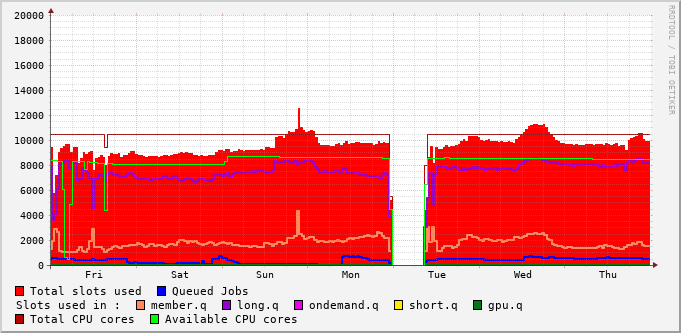 RRDTOOL / TOBI OETIKER
20000
18000
16000
14000
12000
10000
8000
6000
4000
2000
0
Fri Sat Sun Mon Tue Wed Thu
Total slots used Queued Jobs
Slots used in : member.q long.q ondemand.q short.q gpu.q
Total CPU cores Available CPU cores